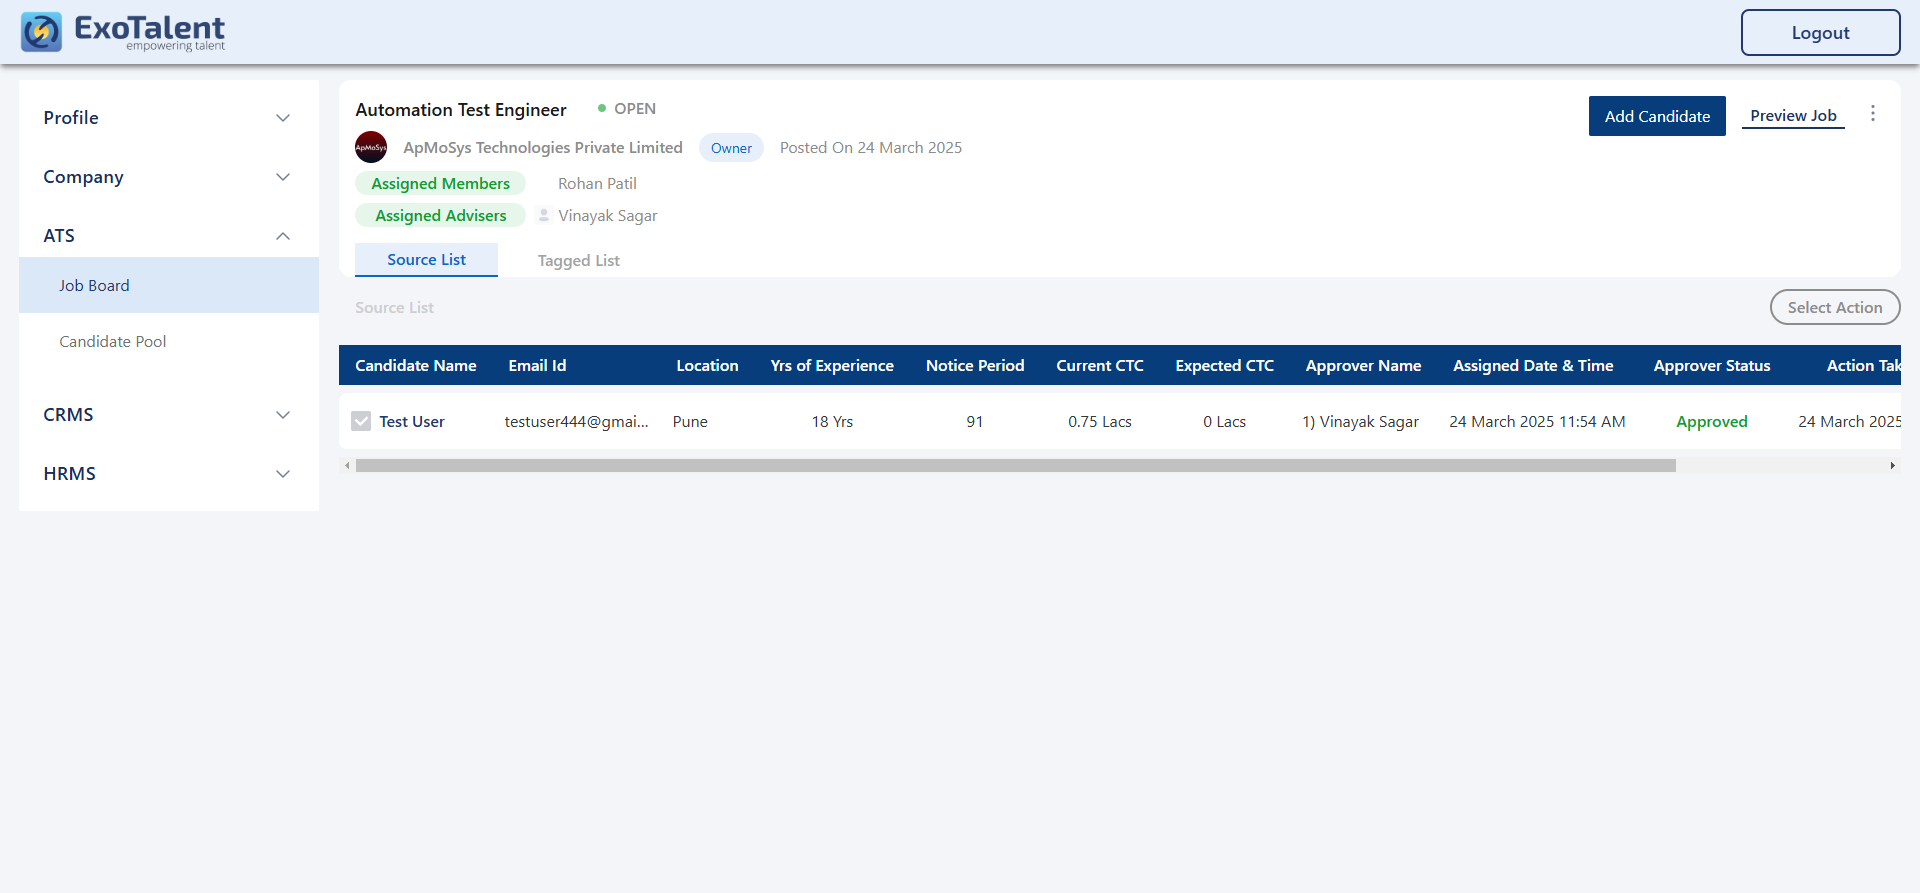 ExoTalent
empowering talent
Logout
Profile
Company
ATS
Job Board
Candidate Pool
CRMS
HRMS
Automation Test Engineer OPEN
Add Candidate Preview Job
ApMoSys ApMoSys Technologies Private Limited Owner Posted On 24 March 2025
Assigned Members Rohan Patil
Assigned Advisers Vinayak Sagar
Source List Tagged List
Source List Select Action
Candidate Name Email Id Location Yrs of Experience Notice Period Current CTC Expected CTC Approver Name Assigned Date & Time Approver Status Action Tak
Test User testuser444@gmai... Pune 18 Yrs 91 0.75 Lacs 0 Lacs 1) Vinayak Sagar 24 March 2025 11:54 AM Approved 24 March 2025